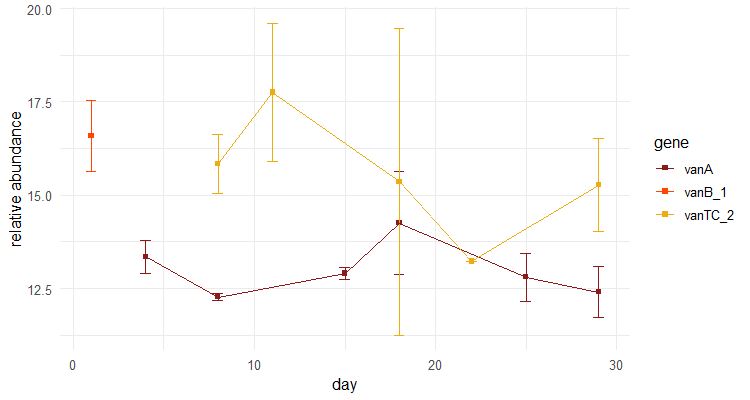 20.0
17.5
15.0
12.5
relative abundance
0
10
20
30
day
gene
vanA
vanB_1
vanTC_2